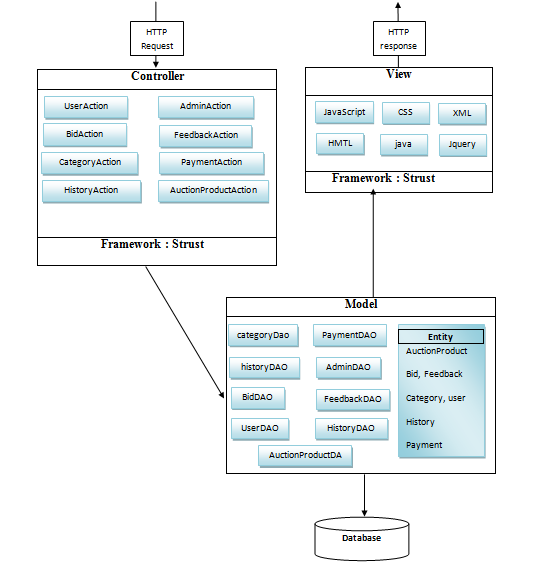 HTTP
Request
HTTP
response
Controller
UserAction
AdminAction
BidAction
FeedbackAction
CategoryAction
PaymentAction
HistoryAction
AuctionProductAction
Framework : Strust
View
JavaScript
CSS
XML
HMTL
java
Jquery
Framework : Strust
Model
categoryDao
PaymentDAO
historyDAO
AdminDAO
BidDAO
FeedbackDAO
UserDAO
HistoryDAO
AuctionProductDA
Entity
AuctionProduct
Bid, Feedback
Category, user
History
Payment
Database